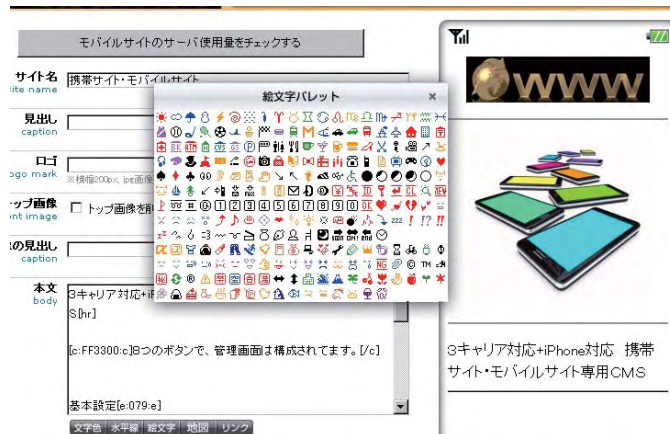 モバイルサイトのサーバ使用量をチェックする
サイト名
site name
携帯サイト・モバイルサイト
絵文字パレット
×
見出し
caption
ロゴ
logo mark
※横幅200px、jpg画像
トップ画像
front image
トップ画像を削
の見出し
caption
本文
body
3キャリア対応+iP
S[hr]
[c:FF3300:c]8つのボタンで、管理画面は構成されてます。[/c]
基本設定[e:079:e]
文字色 水平線 絵文字 地図 リンク
WWW
3キャリア対応+iPhone対応 携帯
サイト・モバイルサイト専用CMS